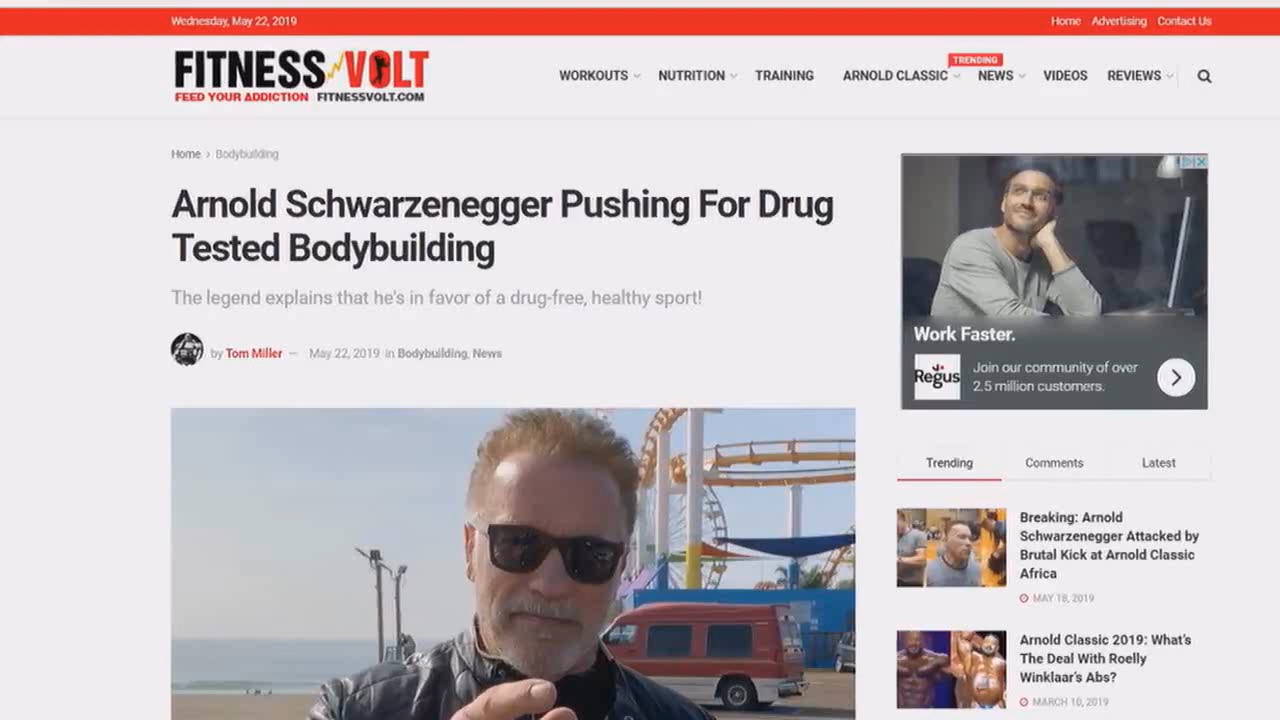 Wednesday, May 22, 2019
Home Advertising Contact Us
FITNESS VOLT
FEED YOUR ADDICTION FITNESSVOLT.COM
TRENDING
WORKOUTS NUTRITION TRAINING ARNOLD CLASSIC NEWS VIDEOS REVIEWS
Home › Bodybuilding
Arnold Schwarzenegger Pushing For Drug
Tested Bodybuilding
The legend explains that he's in favor of a drug-free, healthy sport!
by Tom Miller — May 22, 2019 in Bodybuilding, News
Work Faster.
Regus
Join our community of over
2.5 million customers.
Trending Comments Latest
Breaking: Arnold
Schwarzenegger Attacked by
Brutal Kick at Arnold Classic
Africa
MAY 18, 2019
Arnold Classic 2019: What's
The Deal With Roelly
Winklaar's Abs?
MARCH 10, 2019